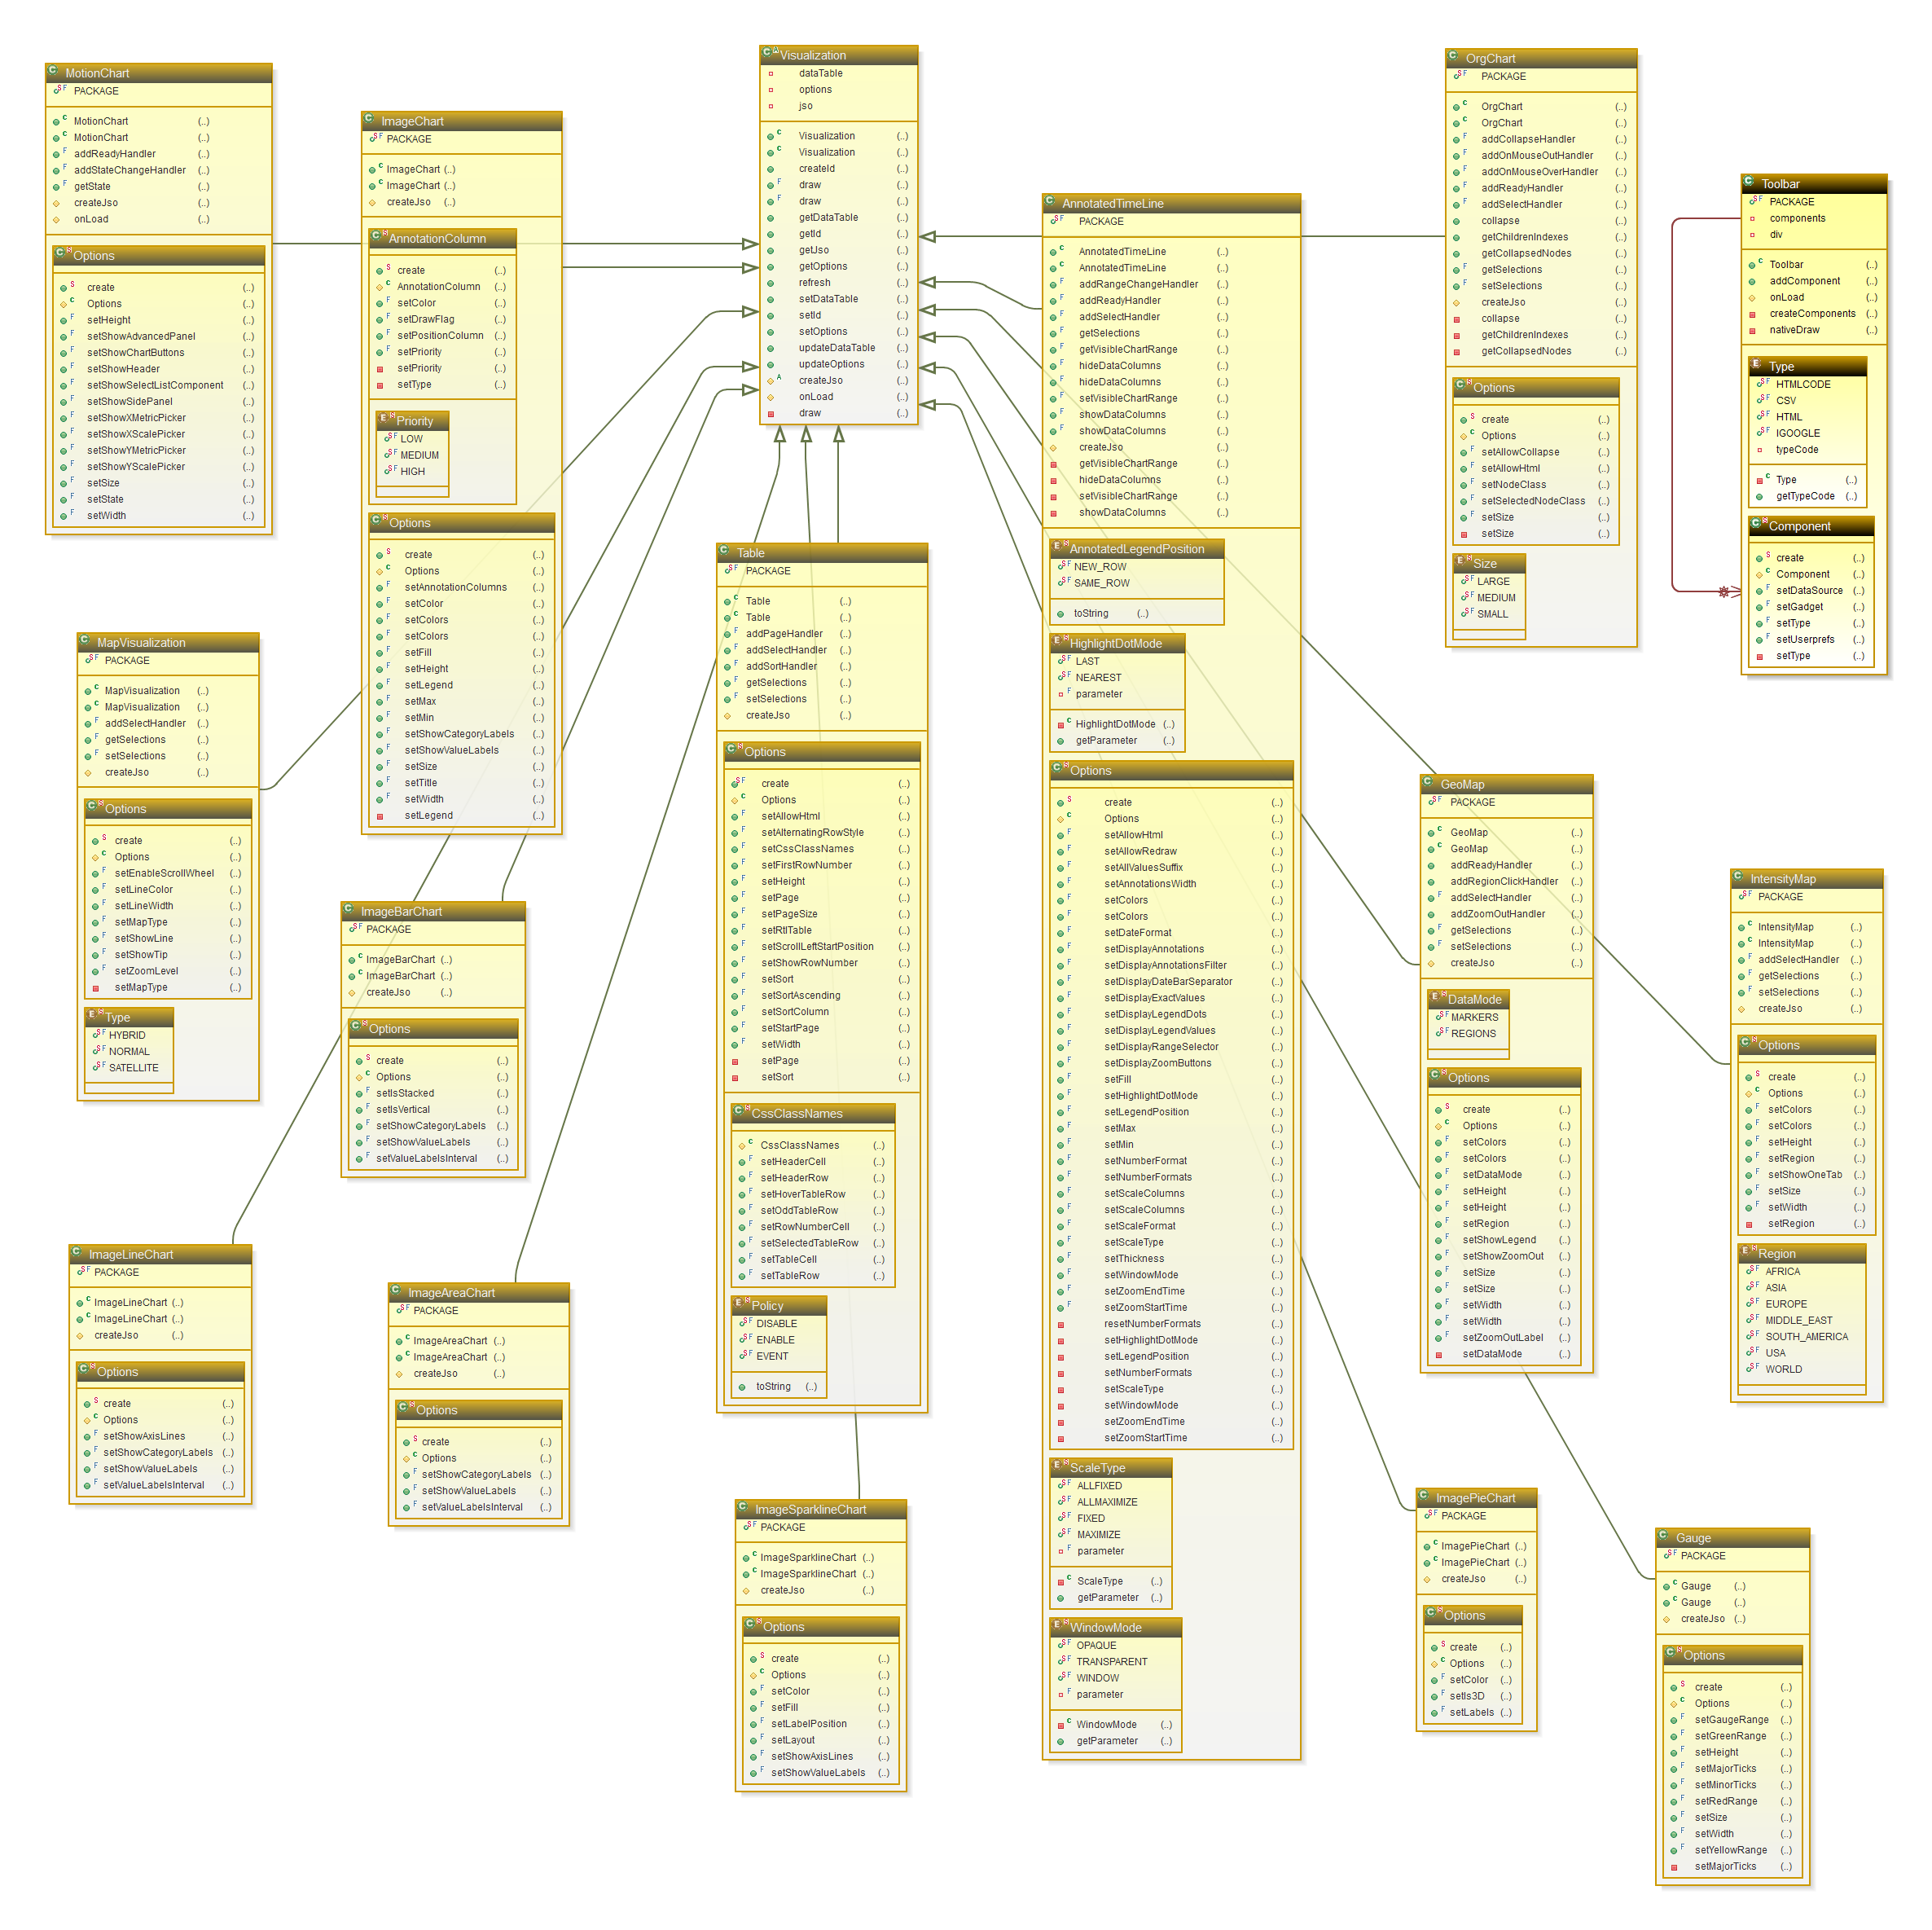 MotionChart
PACKAGE
MotionChart (..)
MotionChart (..)
addReadyHandler (..)
addStateChangeHandler (..)
getState (..)
createJso (..)
onLoad (..)
Options
create (..)
Options (..)
setHeight (..)
setShowAdvancedPanel (..)
setShowChartButtons (..)
setShowHeader (..)
setShowSelectListComponent (..)
setShowSidePanel (..)
setShowXMetricPicker (..)
setShowXScalePicker (..)
setShowYMetricPicker (..)
setShowYScalePicker (..)
setSize (..)
setState (..)
setWidth (..)
ImageChart
PACKAGE
ImageChart (..)
ImageChart (..)
createJso (..)
AnnotationColumn
create (..)
AnnotationColumn (..)
setColor (..)
setDrawFlag (..)
setPositionColumn (..)
setPriority (..)
setPriority (..)
setType (..)
Priority
LOW
MEDIUM
HIGH
Options
create (..)
Options (..)
setAnnotationColumns (..)
setColor (..)
setColors (..)
setColors (..)
setFill (..)
setHeight (..)
setLegend (..)
setMax (..)
setMin (..)
setShowCategoryLabels (..)
setShowValueLabels (..)
setSize (..)
setTitle (..)
setWidth (..)
setLegend (..)
Visualization
dataTable
options
jso
Visualization (..)
Visualization (..)
createId (..)
draw (..)
draw (..)
getDataTable (..)
getId (..)
getJso (..)
getOptions (..)
refresh (..)
setDataTable (..)
setId (..)
setOptions (..)
updateDataTable (..)
updateOptions (..)
createJso (..)
onLoad (..)
draw (..)
AnnotatedTimeLine
PACKAGE
AnnotatedTimeLine (..)
AnnotatedTimeLine (..)
addRangeChangeHandler (..)
addReadyHandler (..)
addSelectHandler (..)
getSelections (..)
getVisibleChartRange (..)
hideDataColumns (..)
hideDataColumns (..)
setVisibleChartRange (..)
showDataColumns (..)
showDataColumns (..)
createJso (..)
getVisibleChartRange (..)
hideDataColumns (..)
setVisibleChartRange (..)
showDataColumns (..)
AnnotatedLegendPosition
NEW_ROW
SAME_ROW
toString (..)
HighlightDotMode
LAST
NEAREST
parameter
HighlightDotMode (..)
getParameter (..)
Options
create (..)
Options (..)
setAllowHtml (..)
setAllowRedraw (..)
setAllValuesSuffix (..)
setAnnotationsWidth (..)
setColors (..)
setColors (..)
setDateFormat (..)
setDisplayAnnotations (..)
setDisplayAnnotationsFilter (..)
setDisplayDateBarSeparator (..)
setDisplayExactValues (..)
setDisplayLegendDots (..)
setDisplayLegendValues (..)
setDisplayRangeSelector (..)
setDisplayZoomButtons (..)
setFill (..)
setHighlightDotMode (..)
setLegendPosition (..)
setMax (..)
setMin (..)
setNumberFormat (..)
setNumberFormats (..)
setScaleColumns (..)
setScaleColumns (..)
setScaleFormat (..)
setScaleType (..)
setThickness (..)
setWindowMode (..)
setZoomEndTime (..)
setZoomStartTime (..)
resetNumberFormats (..)
setHighlightDotMode (..)
setLegendPosition (..)
setNumberFormats (..)
setScaleType (..)
setWindowMode (..)
setZoomEndTime (..)
setZoomStartTime (..)
ScaleType
ALLFIXED
ALLMAXIMIZE
FIXED
MAXIMIZE
parameter
ScaleType (..)
getParameter (..)
WindowMode
OPAQUE
TRANSPARENT
WINDOW
parameter
WindowMode (..)
getParameter (..)
OrgChart
PACKAGE
OrgChart (..)
OrgChart (..)
addCollapseHandler (..)
addOnMouseOutHandler (..)
addOnMouseOverHandler (..)
addReadyHandler (..)
addSelectHandler (..)
collapse (..)
getChildrenIndexes (..)
getCollapsedNodes (..)
getSelections (..)
setSelections (..)
createJso (..)
collapse (..)
getChildrenIndexes (..)
getCollapsedNodes (..)
Options
create (..)
Options (..)
setAllowCollapse (..)
setAllowHtml (..)
setNodeClass (..)
setSelectedNodeClass (..)
setSize (..)
setSize (..)
Size
LARGE
MEDIUM
SMALL
Toolbar
PACKAGE
components
div
Toolbar (..)
addComponent (..)
onLoad (..)
createComponents (..)
nativeDraw (..)
Type
HTMLCODE
CSV
HTML
IGOOGLE
typeCode
Type (..)
getTypeCode (..)
Component
create (..)
Component (..)
setDataSource (..)
setGadget (..)
setType (..)
setUserprefs (..)
setType (..)
Table
PACKAGE
Table (..)
Table (..)
addPageHandler (..)
addSelectHandler (..)
addSortHandler (..)
getSelections (..)
setSelections (..)
createJso (..)
Options
create (..)
Options (..)
setAllowHtml (..)
setAlternatingRowStyle (..)
setCssClassNames (..)
setFirstRowNumber (..)
setHeight (..)
setPage (..)
setPageSize (..)
setRtlTable (..)
setScrollLeftStartPosition (..)
setShowRowNumber (..)
setSort (..)
setSortAscending (..)
setSortColumn (..)
setStartPage (..)
setWidth (..)
setPage (..)
setSort (..)
CssClassNames
CssClassNames (..)
setHeaderCell (..)
setHeaderRow (..)
setHoverTableRow (..)
setOddTableRow (..)
setRowNumberCell (..)
setSelectedTableRow (..)
setTableCell (..)
setTableRow (..)
Policy
DISABLE
ENABLE
EVENT
toString (..)
MapVisualization
PACKAGE
MapVisualization (..)
MapVisualization (..)
addSelectHandler (..)
getSelections (..)
setSelections (..)
createJso (..)
Options
create (..)
Options (..)
setEnableScrollWheel (..)
setLineColor (..)
setLineWidth (..)
setMapType (..)
setShowLine (..)
setShowTip (..)
setZoomLevel (..)
setMapType (..)
Type
HYBRID
NORMAL
SATELLITE
GeoMap
PACKAGE
GeoMap (..)
GeoMap (..)
addReadyHandler (..)
addRegionClickHandler (..)
addSelectHandler (..)
addZoomOutHandler (..)
getSelections (..)
setSelections (..)
createJso (..)
DataMode
MARKERS
REGIONS
Options
create (..)
Options (..)
setColors (..)
setColors (..)
setDataMode (..)
setHeight (..)
setHeight (..)
setRegion (..)
setShowLegend (..)
setShowZoomOut (..)
setSize (..)
setSize (..)
setWidth (..)
setWidth (..)
setZoomOutLabel (..)
setDataMode (..)
IntensityMap
PACKAGE
IntensityMap (..)
IntensityMap (..)
addSelectHandler (..)
getSelections (..)
setSelections (..)
createJso (..)
Options
create (..)
Options (..)
setColors (..)
setColors (..)
setHeight (..)
setRegion (..)
setShowOneTab (..)
setSize (..)
setWidth (..)
setRegion (..)
Region
AFRICA
ASIA
EUROPE
MIDDLE_EAST
SOUTH_AMERICA
USA
WORLD
ImageBarChart
PACKAGE
ImageBarChart (..)
ImageBarChart (..)
createJso (..)
Options
create (..)
Options (..)
setIsStacked (..)
setIsVertical (..)
setShowCategoryLabels (..)
setShowValueLabels (..)
setValueLabelsInterval (..)
ImageLineChart
PACKAGE
ImageLineChart (..)
ImageLineChart (..)
createJso (..)
Options
create (..)
Options (..)
setShowAxisLines (..)
setShowCategoryLabels (..)
setShowValueLabels (..)
setValueLabelsInterval (..)
ImageAreaChart
PACKAGE
ImageAreaChart (..)
ImageAreaChart (..)
createJso (..)
Options
create (..)
Options (..)
setShowCategoryLabels (..)
setShowValueLabels (..)
setValueLabelsInterval (..)
ImageSparklineChart
PACKAGE
ImageSparklineChart (..)
ImageSparklineChart (..)
createJso (..)
Options
create (..)
Options (..)
setColor (..)
setFill (..)
setLabelPosition (..)
setLayout (..)
setShowAxisLines (..)
setShowValueLabels (..)
ImagePieChart
PACKAGE
ImagePieChart (..)
ImagePieChart (..)
createJso (..)
Options
create (..)
Options (..)
setColor (..)
setIs3D (..)
setLabels (..)
Gauge
PACKAGE
Gauge (..)
Gauge (..)
createJso (..)
Options
create (..)
Options (..)
setGaugeRange (..)
setGreenRange (..)
setHeight (..)
setMajorTicks (..)
setMinorTicks (..)
setRedRange (..)
setSize (..)
setWidth (..)
setYellowRange (..)
setMajorTicks (..)